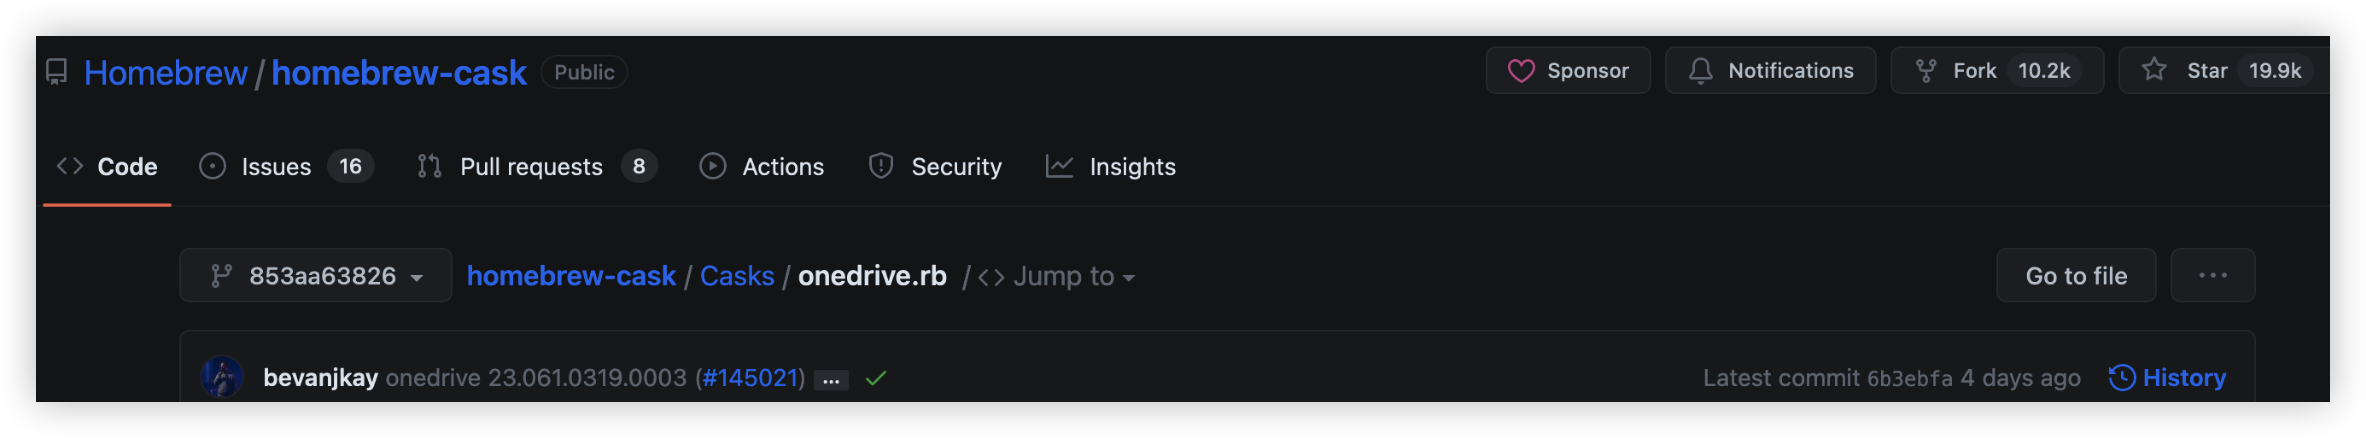 Homebrew / homebrew-cask Public Sponsor Notifications Fork 10.2k Star 19.9k
Code Issues 16 Pull requests 8 Actions Security Insights
853aa63826 homebrew-cask / Casks / onedrive.rb / <> Jump to Go to file ...
bevanjkay onedrive 23.061.0319.0003 (#145021) ... Latest commit 6b3ebfa 4 days ago History